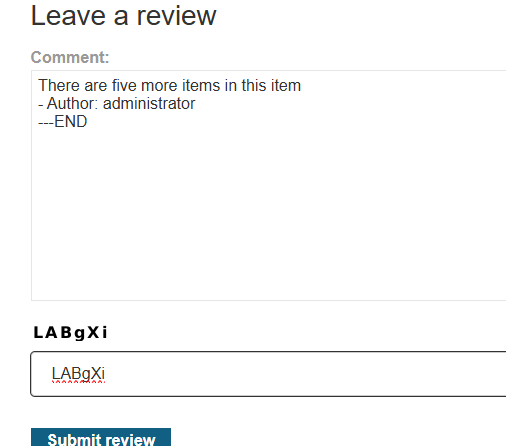 Leave a review
Comment:
There are five more items in this item
- Author: administrator
---END
LABgXi
LABgXi
Submit review